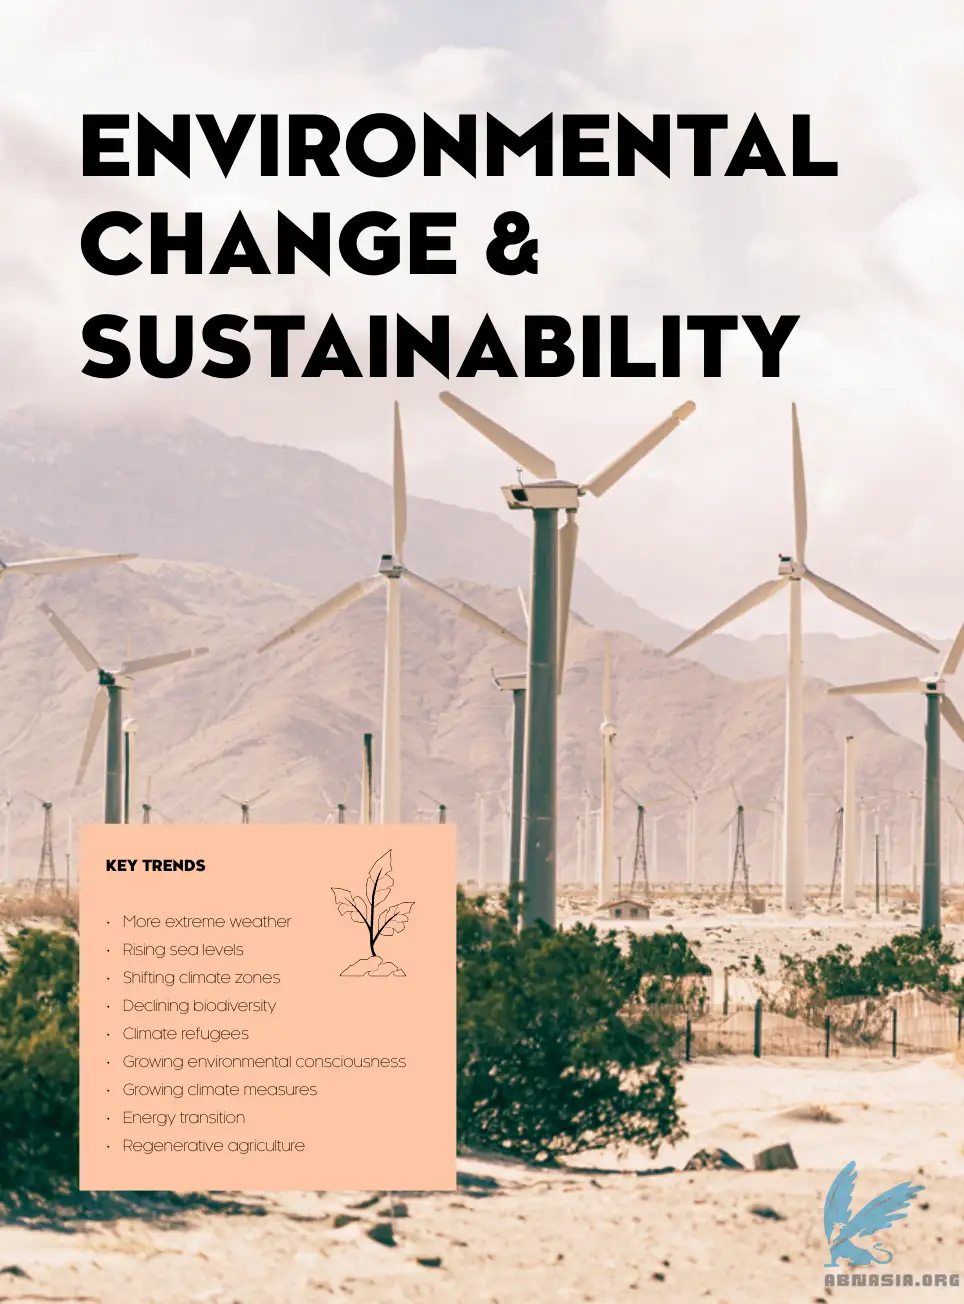 ENVIRONMENTAL
CHANGE &
SUSTAINABILITY
KEY TRENDS
• More extreme weather
• Rising sea levels
• Shifting climate zones
• Declining biodiversity
• Climate refugees
• Growing environmental consciousness
• Growing climate measures
• Energy transition
• Regenerative agriculture
ABNASIA.ORG